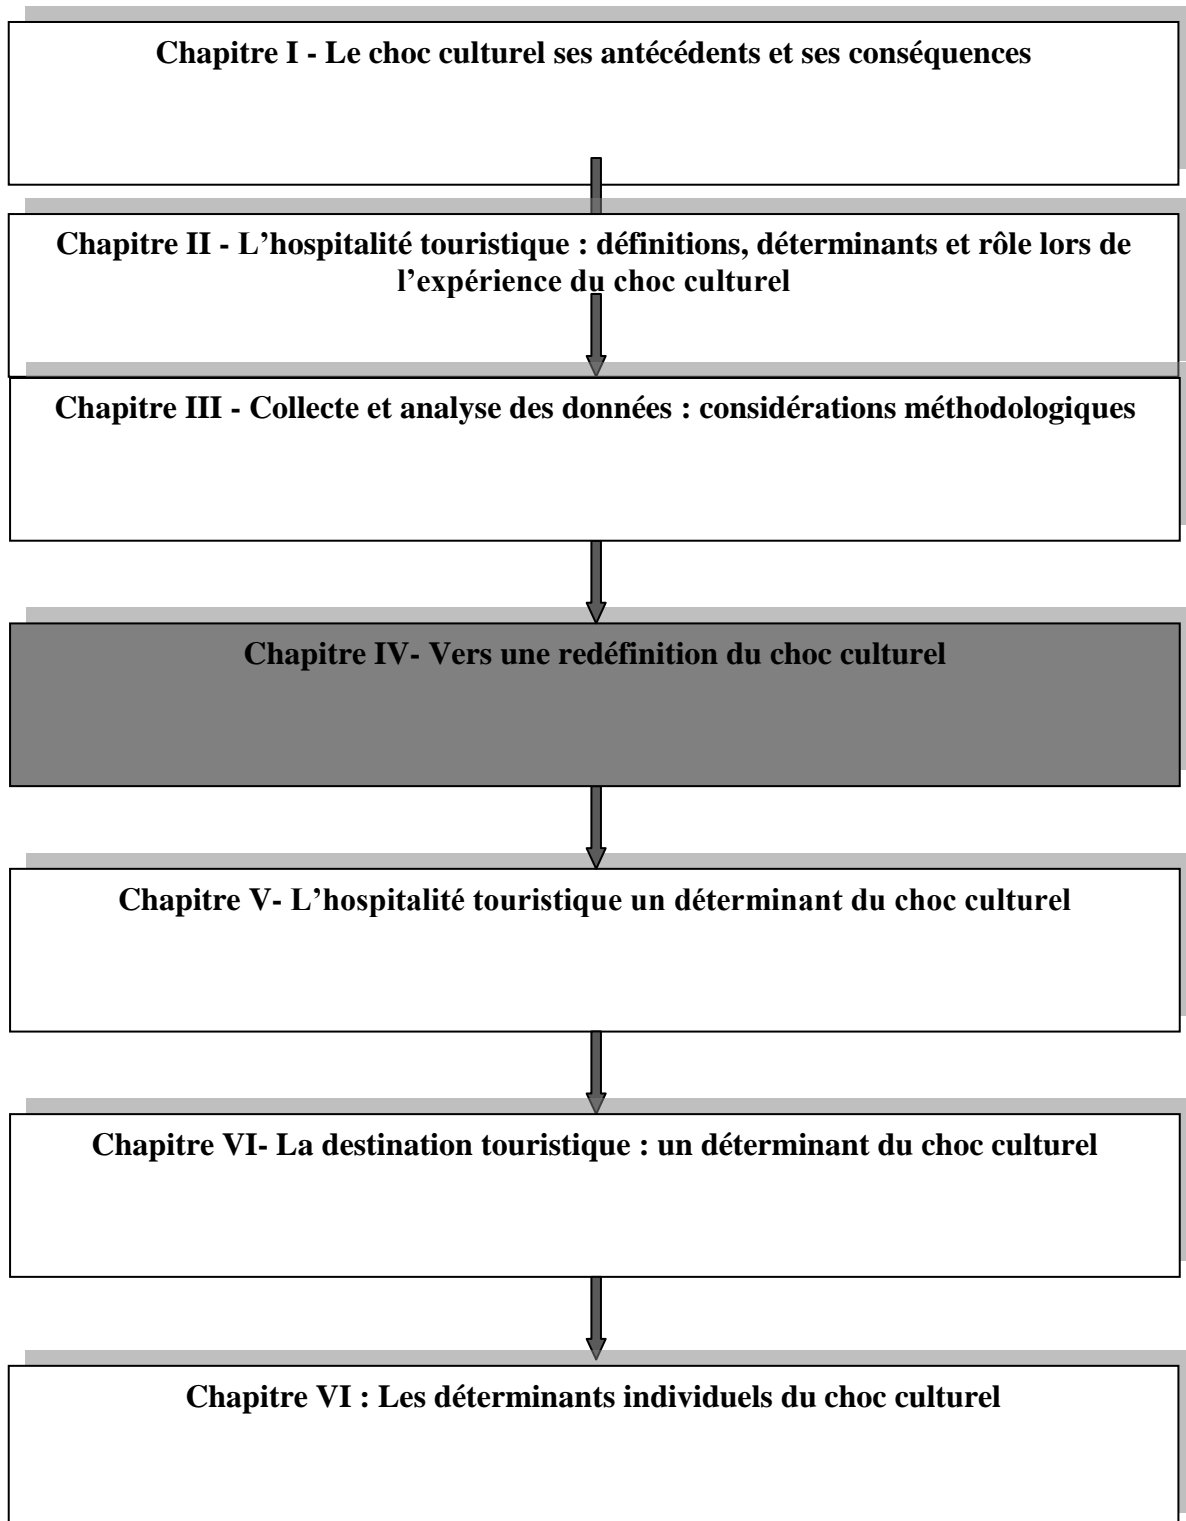 Chapitre I - Le choc culturel ses antécédents et ses conséquences
Chapitre II - L’hospitalité touristique : définitions, déterminants et rôle lors de
l’expérience du choc culturel
Chapitre III - Collecte et analyse des données : considérations méthodologiques
Chapitre IV- Vers une redéfinition du choc culturel
Chapitre V- L’hospitalité touristique un déterminant du choc culturel
Chapitre VI- La destination touristique : un déterminant du choc culturel
Chapitre VI : Les déterminants individuels du choc culturel